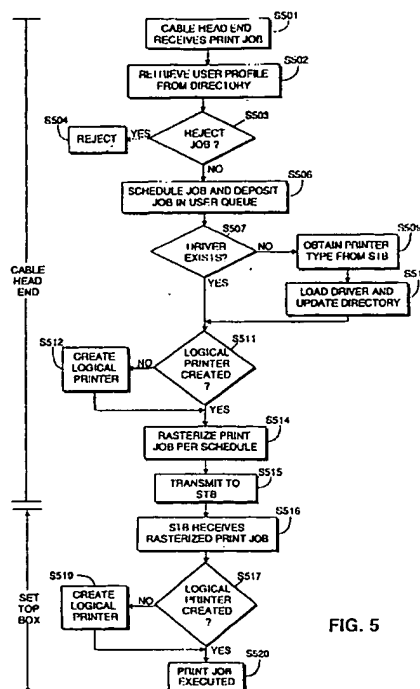 S501
CABLE HEAD END
RECEIVES PRINT JOB
S502
RETRIEVE USER PROFILE
FROM DIRECTORY
S503
S504
REJECT
YES
REJECT
JOB ?
NO
S506
SCHEDULE JOB AND DEPOSIT
JOB IN USER QUEUE
S507
DRIVER
EXISTS?
NO
OBTAIN PRINTER
TYPE FROM STB
YES
LOAD DRIVER AND
UPDATE DIRECTORY
CABLE
HEAD
END
S511
S512
CREATE
LOGICAL
PRINTER
NO
LOGICAL
PRINTER
CREATED
?
YES
S514
RASTERIZE PRINT
JOB PER SCHEDULE
S515
TRANSMIT TO
STB
S516
STB RECEIVES
RASTERIZED PRINT JOB
S517
CREATE
LOGICAL
PRINTER
NO
LOGICAL
PRINTER
CREATED
?
SET
TOP
BOX
YES
S520
PRINT JOB
EXECUTED
FIG. 5